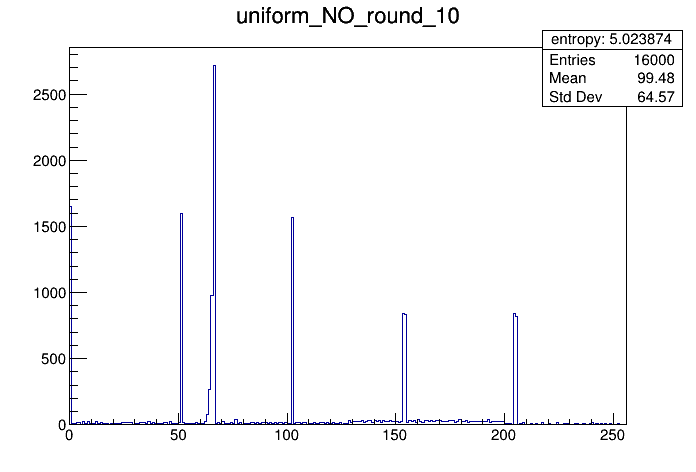 uniform_NO_round_10
entropy: 5.023874
Entries 16000
Mean 99.48
Std Dev 64.57
2500
2000
1500
1000
500
0
0 50 100 150 200 250